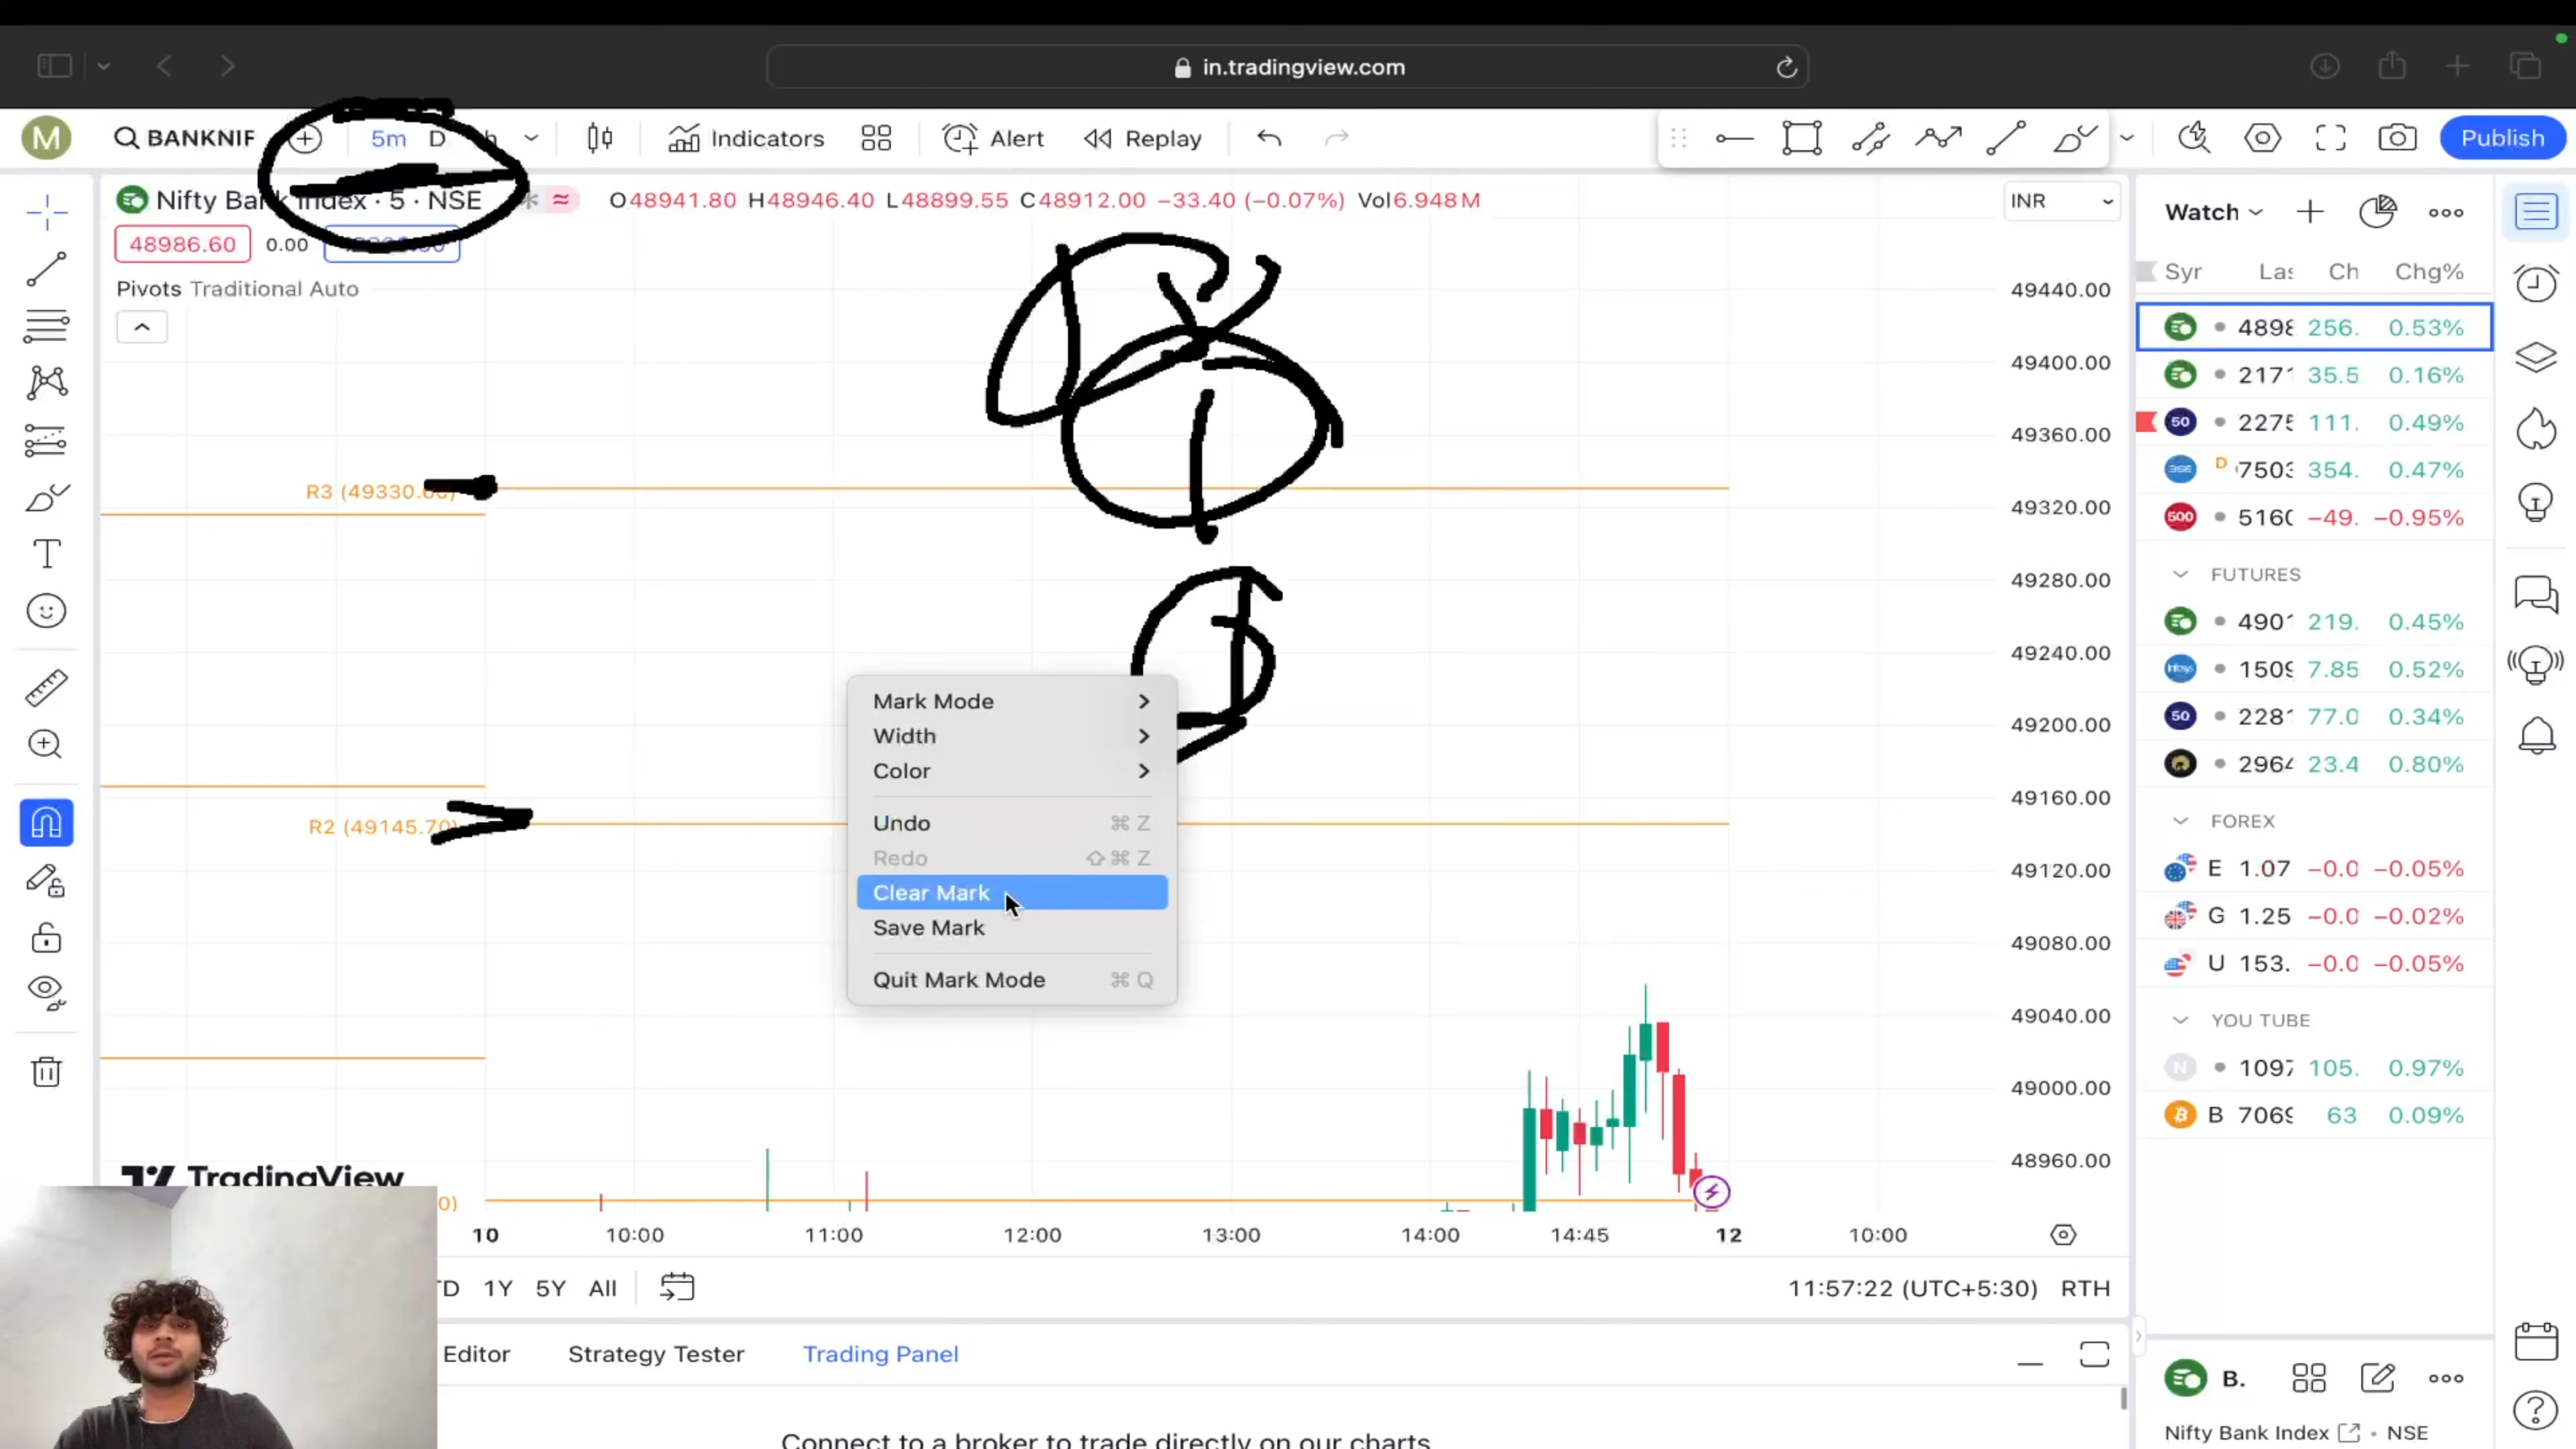 in.tradingview.com
M BANKNIF 5m D Indicators Alert Replay Publish
Nifty Bank Index · 5 · NSE O48941.80 H48946.40 L48899.55 C48912.00 −33.40 (−0.07%) Vol6.948M INR
48986.60 0.00
Pivots Traditional Auto
49440.00
49400.00
49360.00
49320.00
49280.00
49240.00
49200.00
49160.00
49120.00
49080.00
49040.00
49000.00
48960.00
R3 (49330.
R2 (49145.70)
0)
Mark Mode
Width
Color
Undo ⌘ Z
Redo ⇧ ⌘ Z
Clear Mark
Save Mark
Quit Mark Mode ⌘ Q
TradingView
10 10:00 11:00 12:00 13:00 14:00 14:45 12 10:00
1Y 5Y All 11:57:22 (UTC+5:30) RTH
Editor Strategy Tester Trading Panel
Connect to a broker to trade directly on our charts
Watch
Syr Las Ch Chg%
4898 256. 0.53%
2171 35.5 0.16%
50 2275 111. 0.49%
BSE D 7503 354. 0.47%
500 5160 −49. −0.95%
FUTURES
4901 219. 0.45%
Infosys 1509 7.85 0.52%
50 2281 77.0 0.34%
2964 23.4 0.80%
FOREX
E 1.07 −0.0 −0.05%
G 1.25 −0.0 −0.02%
U 153. −0.0 −0.05%
YOU TUBE
N 1097 105. 0.97%
B 7069 63 0.09%
B.
Nifty Bank Index • NSE